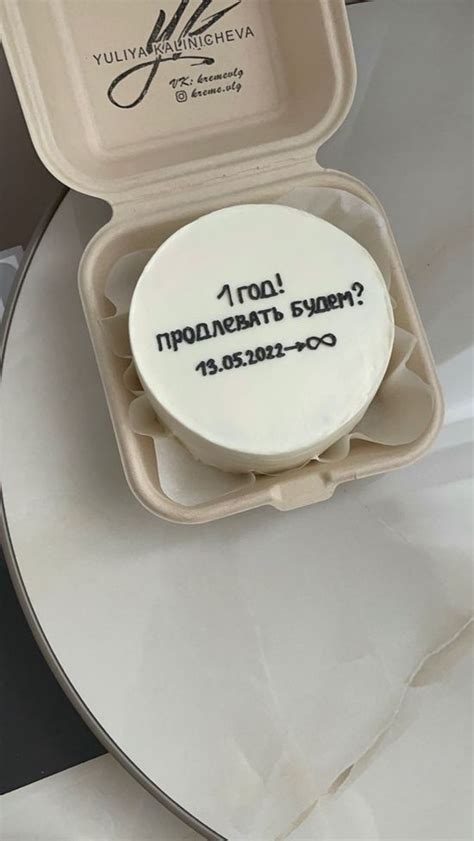 YULIYA KALINICHEVA
VK: kremevlg
kreme.vlg
1 год!
продлевать будем?
13.05.2022→∞